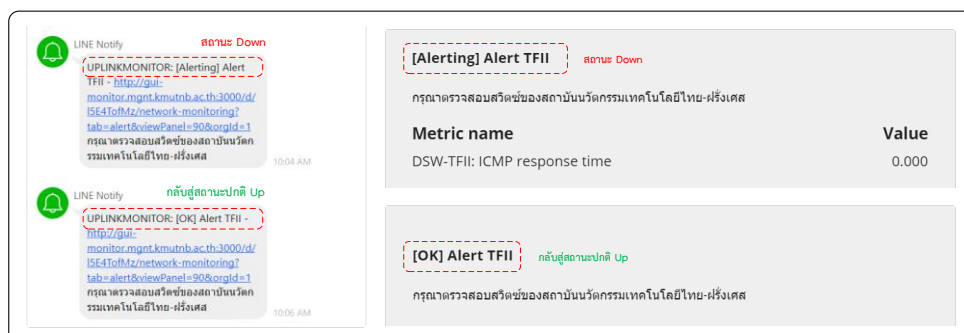 LINE Notify
สถานะ Down
UPLINKMONITOR: [Alerting] Alert
TFII - http://gui-
monitor.mgnt.kmutnb.ac.th:3000/d/
I5E4TofMz/network-monitoring?
tab=alert&viewPanel=90&orgId=1
กรุณาตรวจสอบสวิตช์ของสถาบันนวัตก
รรมเทคโนโลยีไทย-ฝรั่งเศส
10:04 AM
LINE Notify
กลับสู่สถานะปกติ Up
UPLINKMONITOR: [OK] Alert TFII -
http://gui-
monitor.mgnt.kmutnb.ac.th:3000/d/
I5E4TofMz/network-monitoring?
tab=alert&viewPanel=90&orgId=1
กรุณาตรวจสอบสวิตช์ของสถาบันนวัตก
รรมเทคโนโลยีไทย-ฝรั่งเศส
10:06 AM
[Alerting] Alert TFII
สถานะ Down
กรุณาตรวจสอบสวิตช์ของสถาบันนวัตกรรมเทคโนโลยีไทย-ฝรั่งเศส
Metric name Value
DSW-TFII: ICMP response time 0.000
[OK] Alert TFII
กลับสู่สถานะปกติ Up
กรุณาตรวจสอบสวิตช์ของสถาบันนวัตกรรมเทคโนโลยีไทย-ฝรั่งเศส